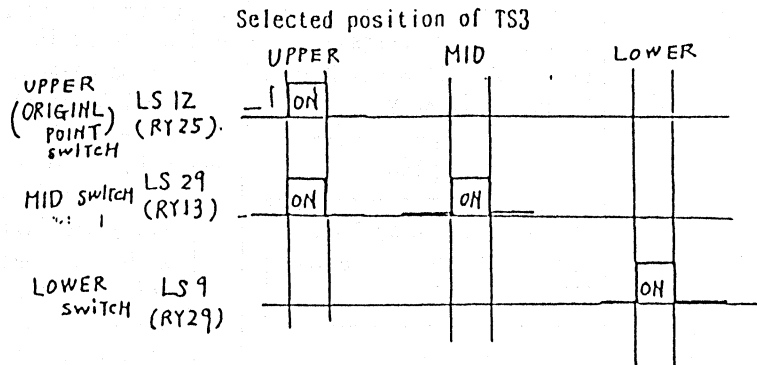 Selected position of TS3
UPPER MID LOWER
UPPER
(ORIGINL
POINT)
SWITCH
LS 12
(RY25).
ON
MID SWITCH
LS 29
(RY13)
ON ON
LOWER
SWITCH
LS 9
(RY29)
ON